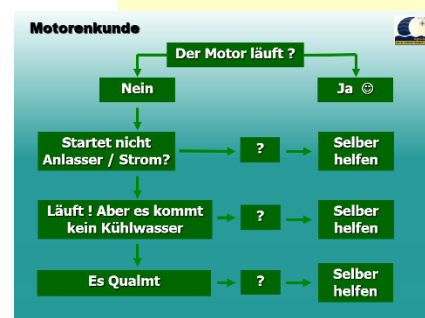 Motorenkunde
Der Motor läuft ?
Nein
Ja ☺
Startet nicht
Anlasser / Strom?
?
Selber
helfen
Läuft ! Aber es kommt
kein Kühlwasser
?
Selber
helfen
Es Qualmt
?
Selber
helfen